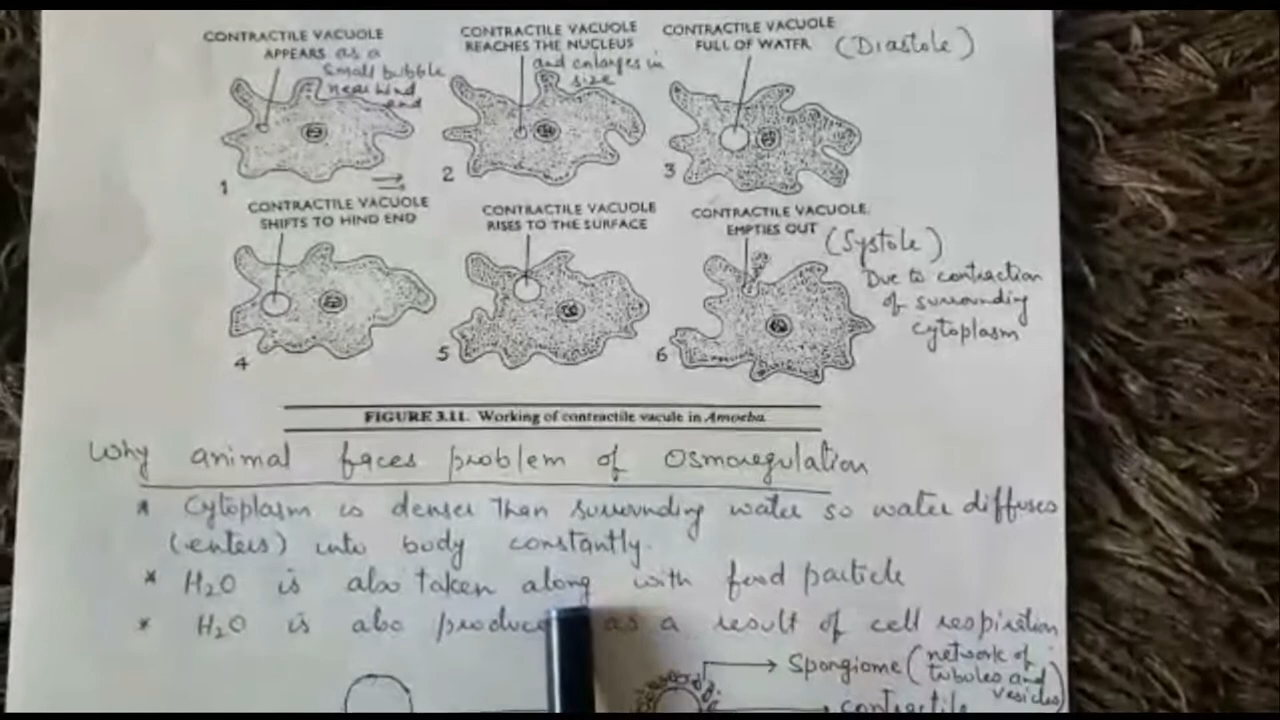 CONTRACTILE VACUOLE
APPEARS as a
Small bubble
near hind
end
1
CONTRACTILE VACUOLE
REACHES THE NUCLEUS
and enlarges in
size
2
CONTRACTILE VACUOLE
FULL OF WATER
(Diastole)
3
CONTRACTILE VACUOLE
SHIFTS TO HIND END
4
CONTRACTILE VACUOLE
RISES TO THE SURFACE
5
CONTRACTILE VACUOLE
EMPTIES OUT (Systole)
Due to contraction
of surrounding
cytoplasm
6
FIGURE 3.11. Working of contractile vacule in Amoeba
Why animal faces problem of Osmoregulation
* Cytoplasm is denser than surrounding water so water diffuses
(enters) into body constantly.
* H2O is also taken along with food particle
* H2O is also produce as a result of cell respiration
Spongiome (network of
tubules and
vesicles)
contractile